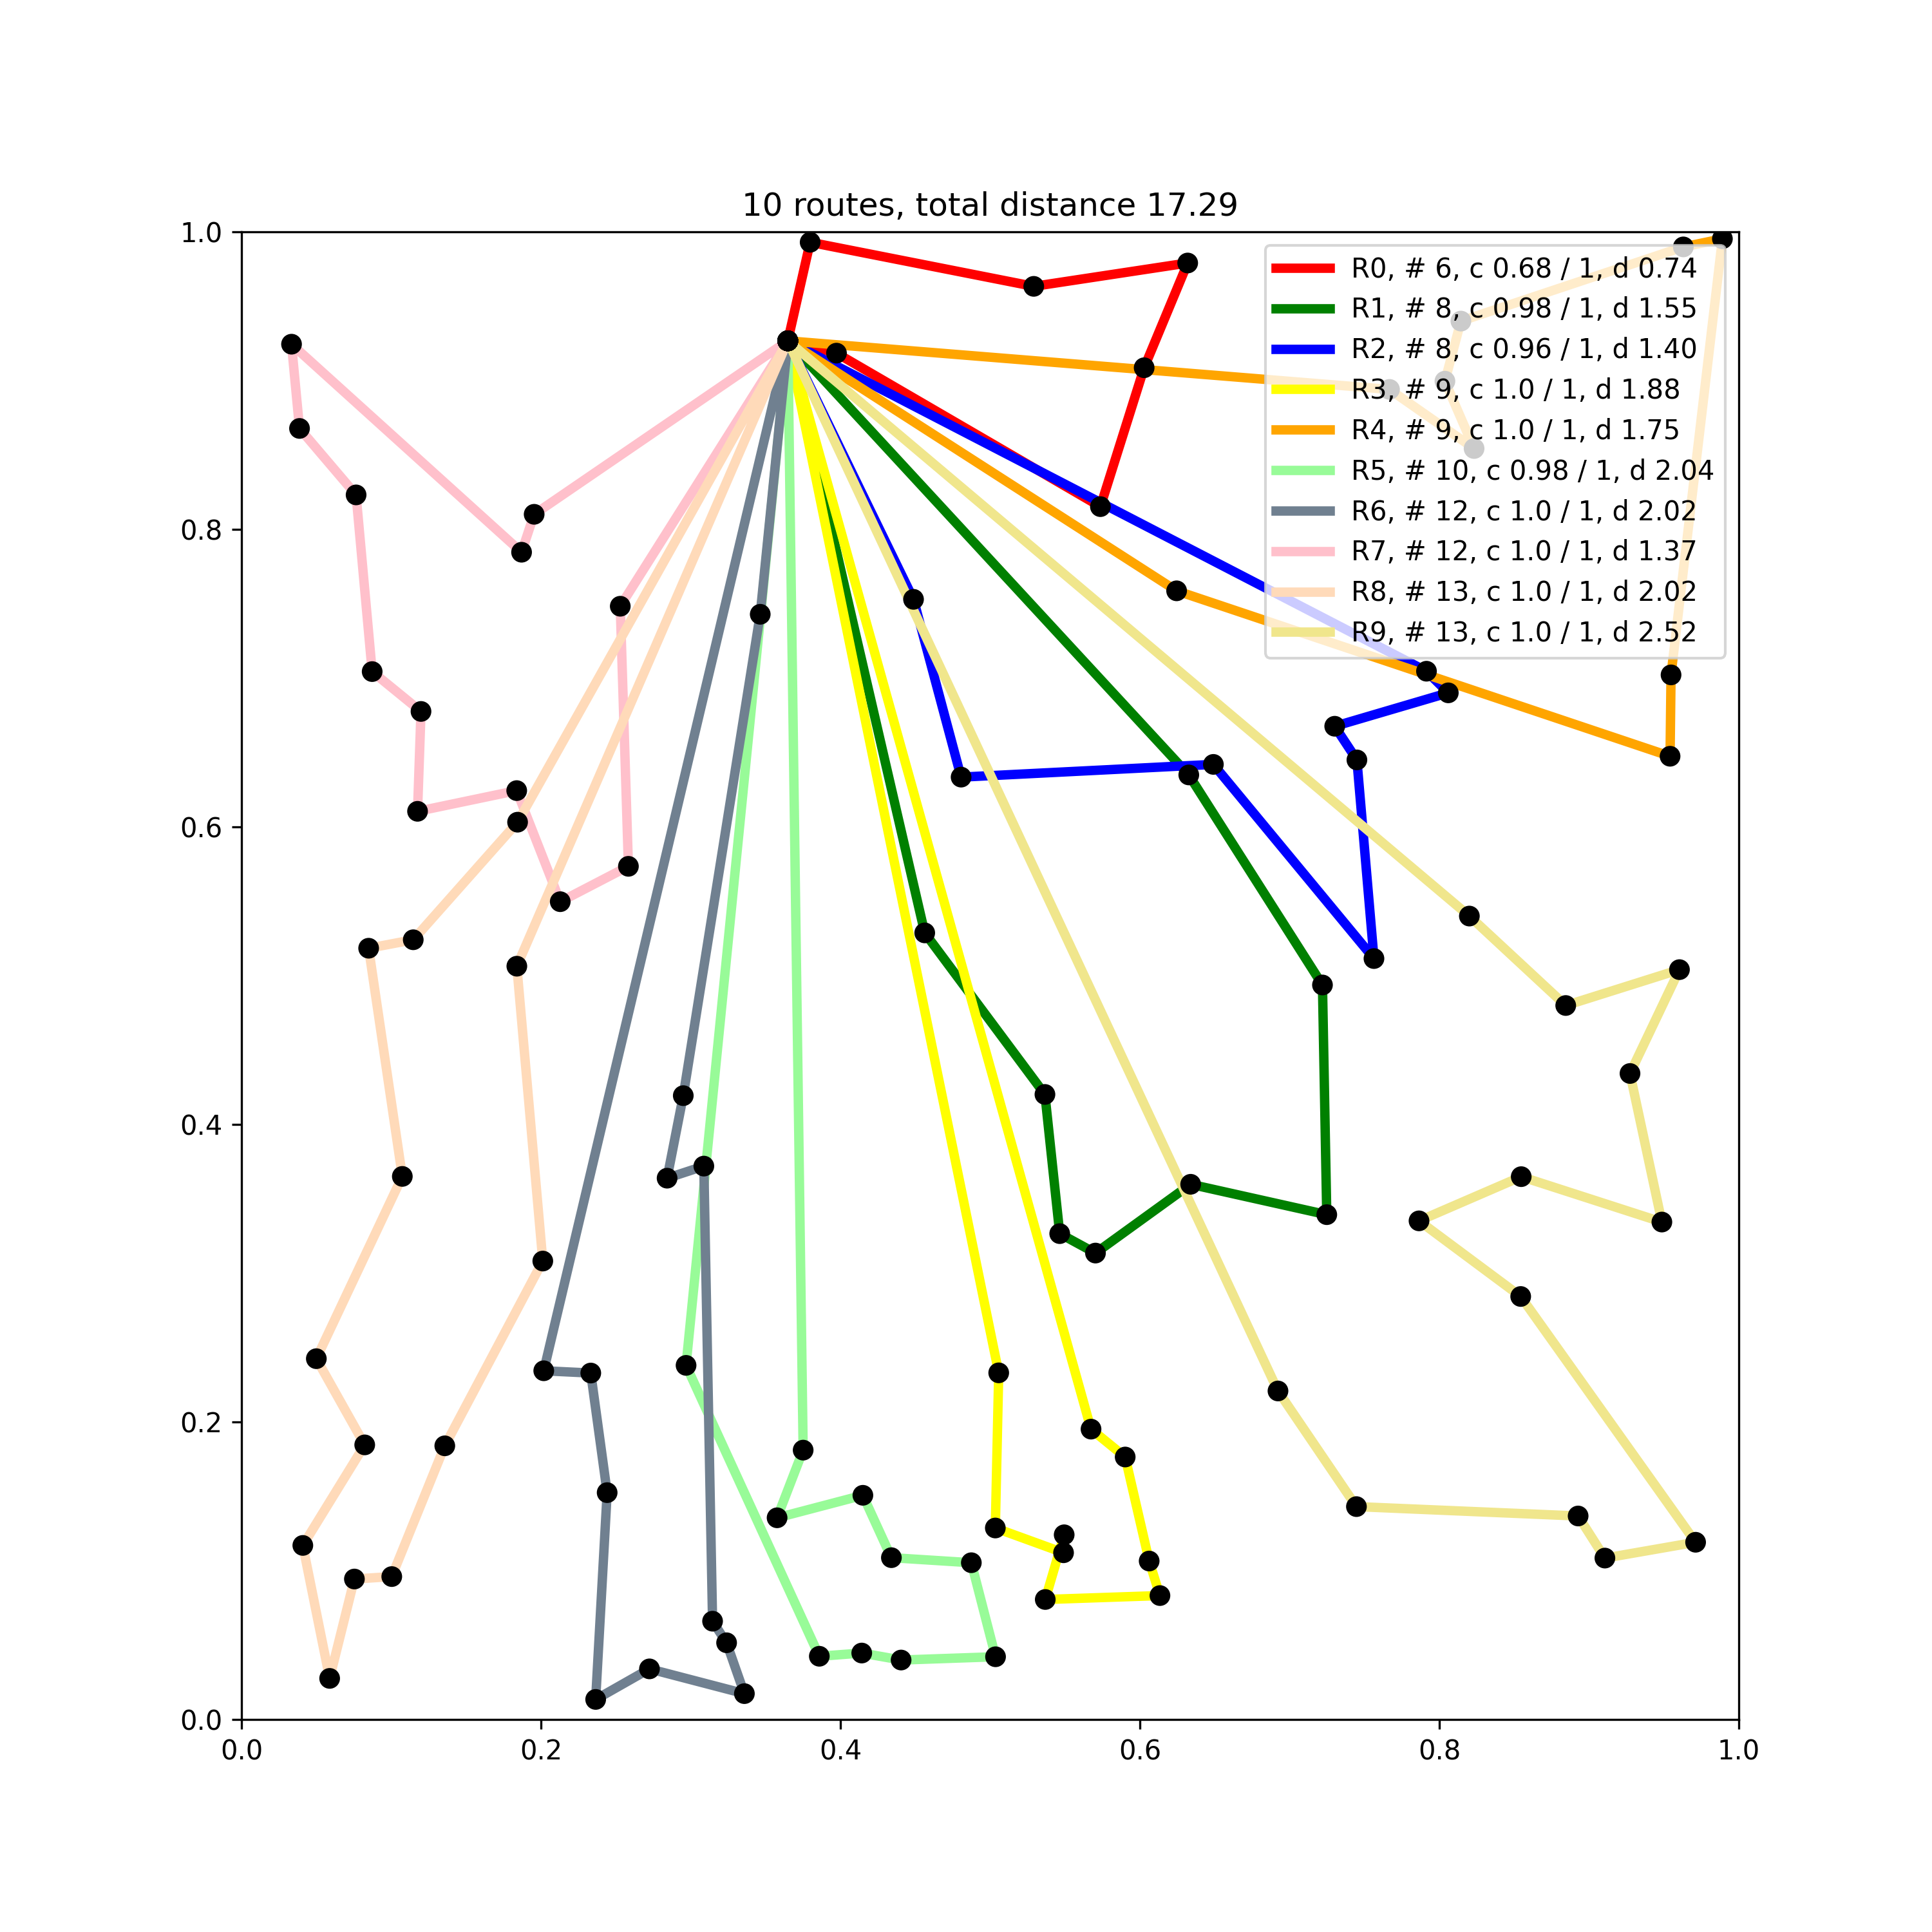 10 routes, total distance 17.29
1.0
0.8
0.6
0.4
0.2
0.0
R0, # 6, c 0.68 / 1, d 0.74
R1, # 8, c 0.98 / 1, d 1.55
R2, # 8, c 0.96 / 1, d 1.40
R3, # 9, c 1.0 / 1, d 1.88
R4, # 9, c 1.0 / 1, d 1.75
R5, # 10, c 0.98 / 1, d 2.04
R6, # 12, c 1.0 / 1, d 2.02
R7, # 12, c 1.0 / 1, d 1.37
R8, # 13, c 1.0 / 1, d 2.02
R9, # 13, c 1.0 / 1, d 2.52
0.0 0.2 0.4 0.6 0.8 1.0